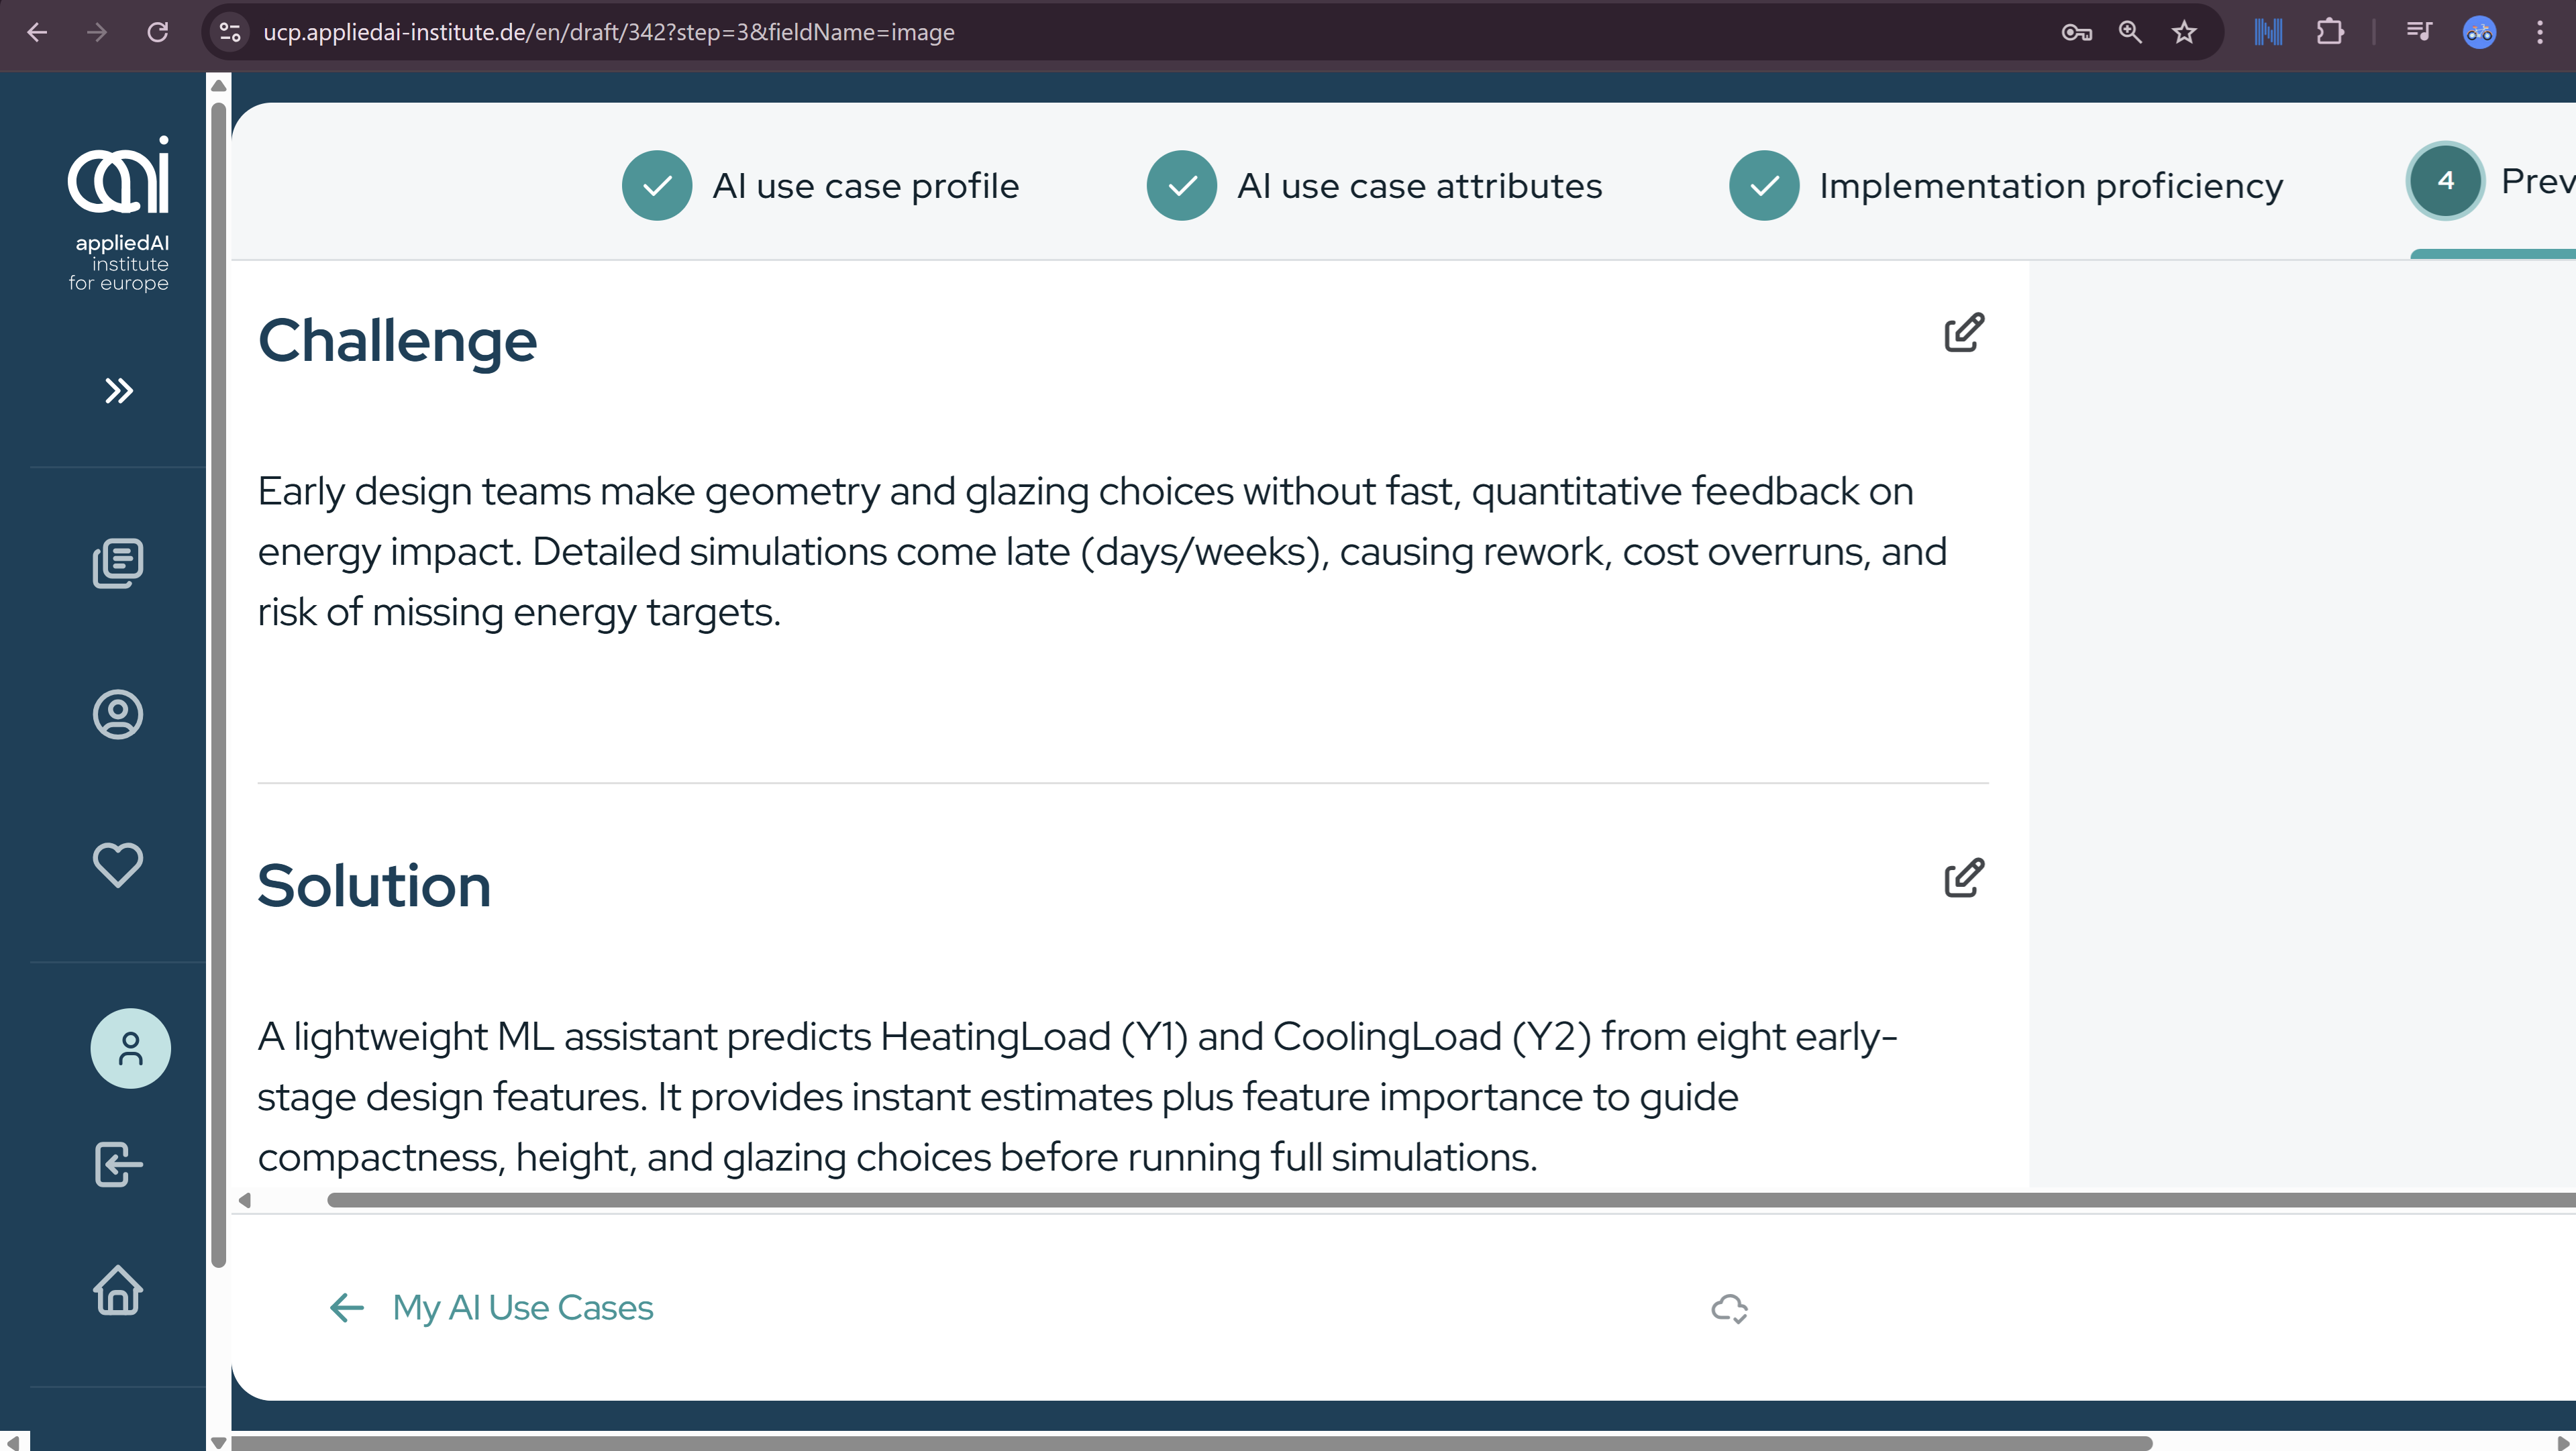 ucp.appliedai-institute.de/en/draft/342?step=3&fieldName=image
appliedAI
institute
for europe
AI use case profile
AI use case attributes
Implementation proficiency
4
Prev
Challenge
Early design teams make geometry and glazing choices without fast, quantitative feedback on
energy impact. Detailed simulations come late (days/weeks), causing rework, cost overruns, and
risk of missing energy targets.
Solution
A lightweight ML assistant predicts HeatingLoad (Y1) and CoolingLoad (Y2) from eight early-
stage design features. It provides instant estimates plus feature importance to guide
compactness, height, and glazing choices before running full simulations.
My AI Use Cases